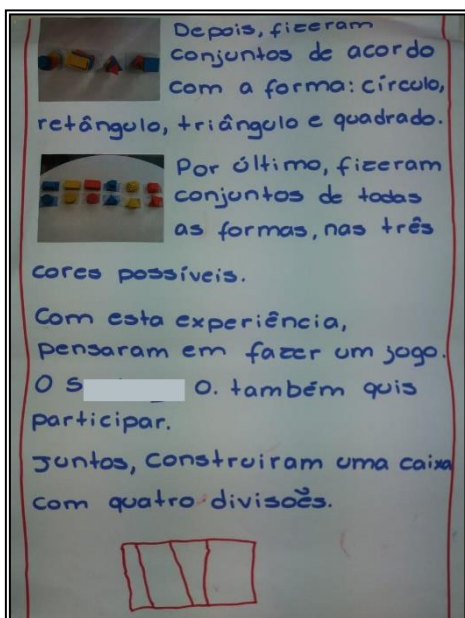 Depois, fizeram
conjuntos de acordo
com a forma: círculo,
retângulo, triângulo e quadrado.
Por último, fizeram
conjuntos de todas
as formas, nas três
cores possíveis.
Com esta experiência,
pensaram em fazer um jogo.
O S O. também quis
participar.
Juntos, construiram uma caixa
com quatro divisões.